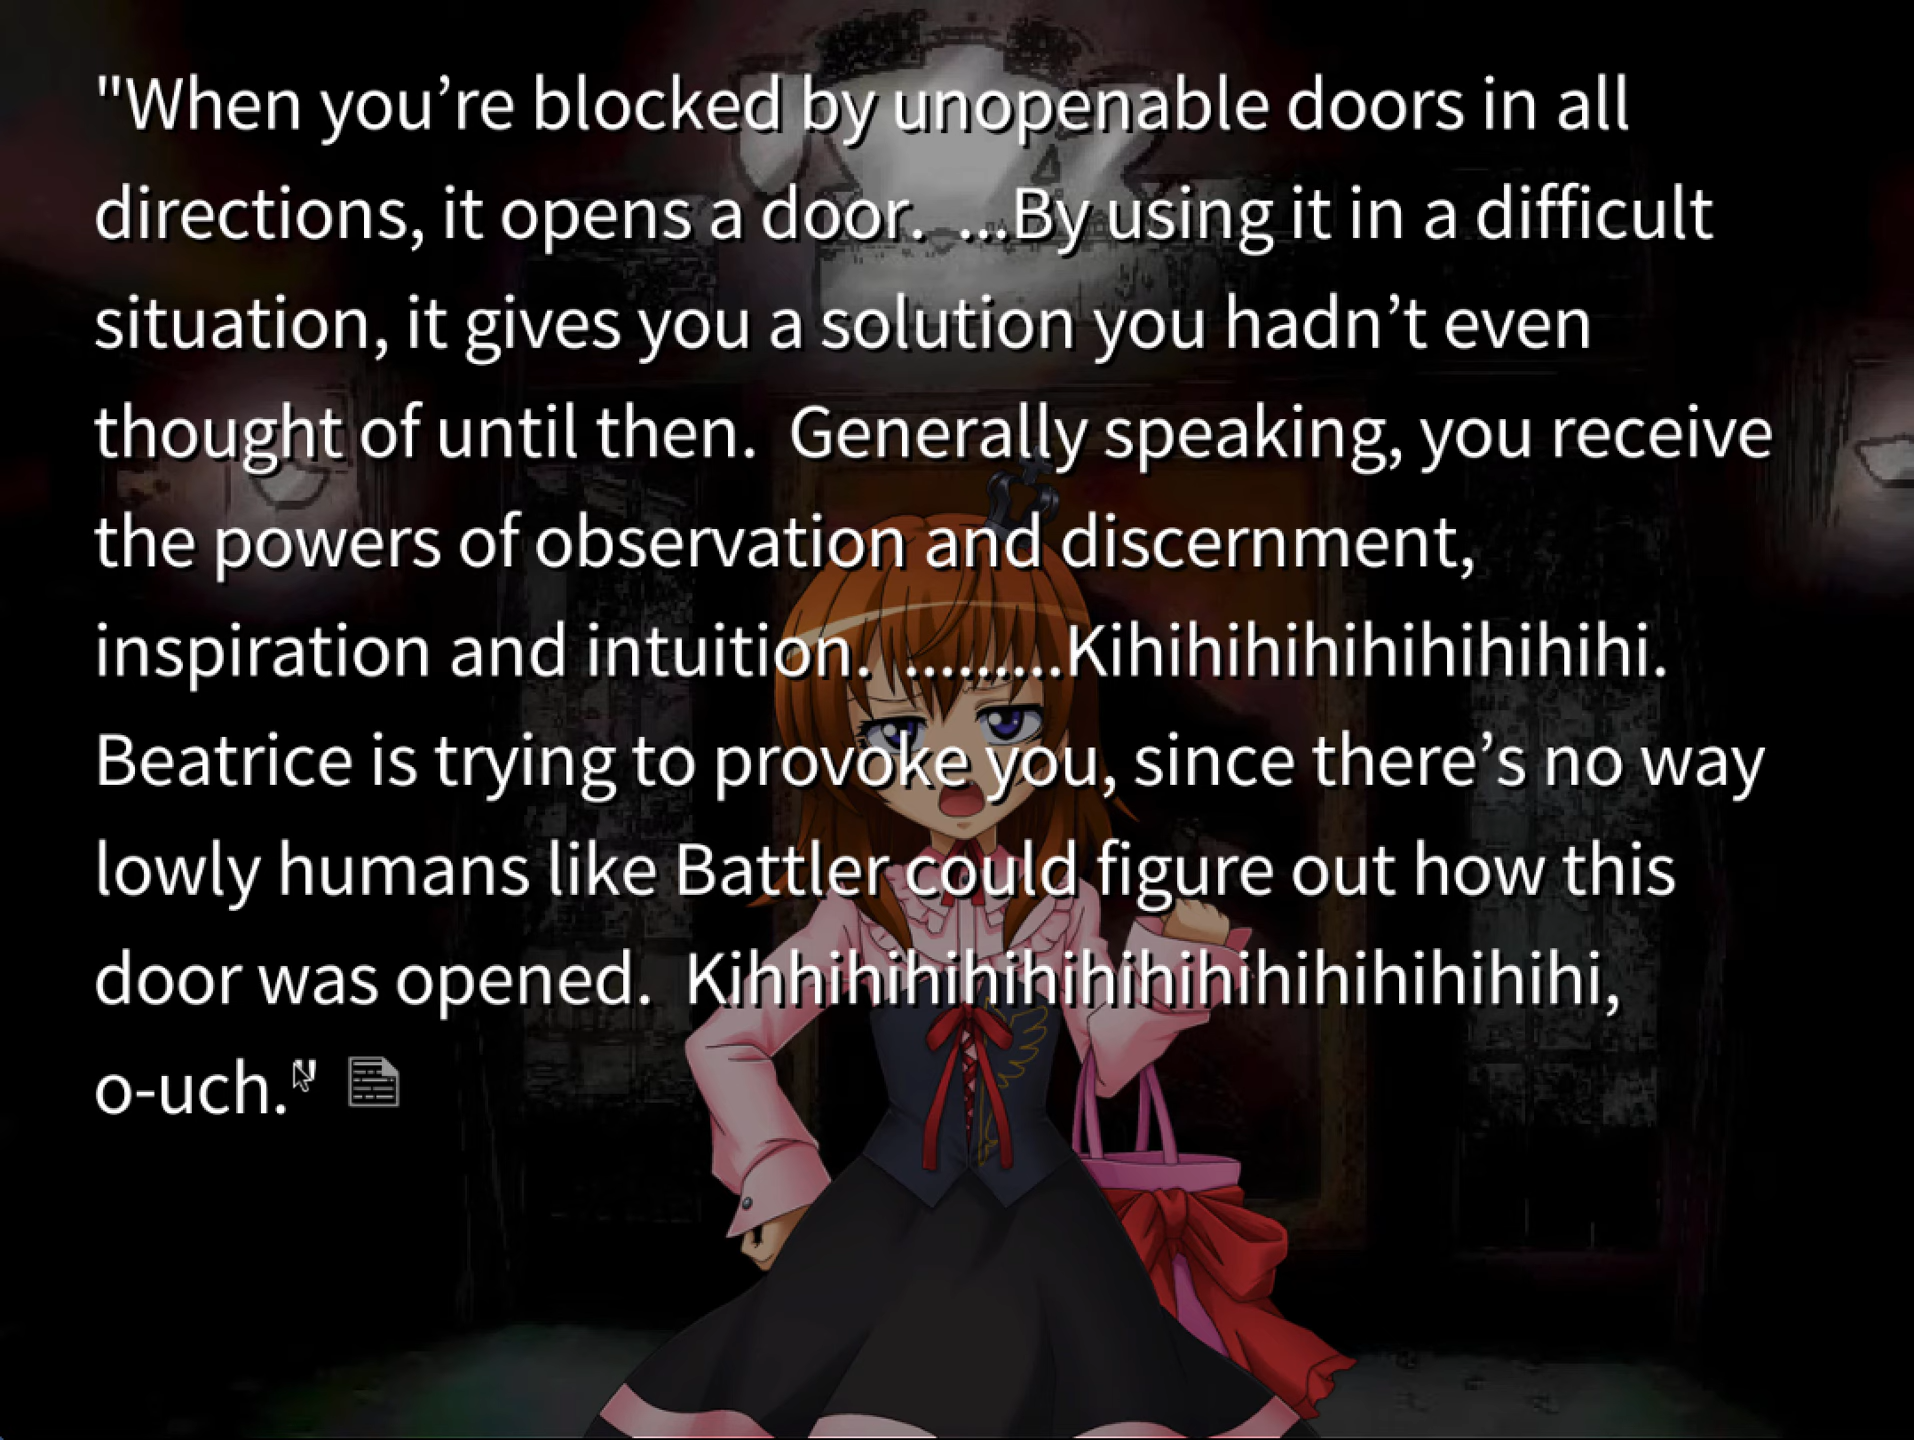 "When you’re blocked by unopenable doors in all
directions, it opens a door.  ...By using it in a difficult
situation, it gives you a solution you hadn’t even
thought of until then.  Generally speaking, you receive
the powers of observation and discernment,
inspiration and intuition.  .........Kihihihihihihihihihi.
Beatrice is trying to provoke you, since there’s no way
lowly humans like Battler could figure out how this
door was opened.  Kihhihihihihihihihihihihihihihihi,
o-uch."